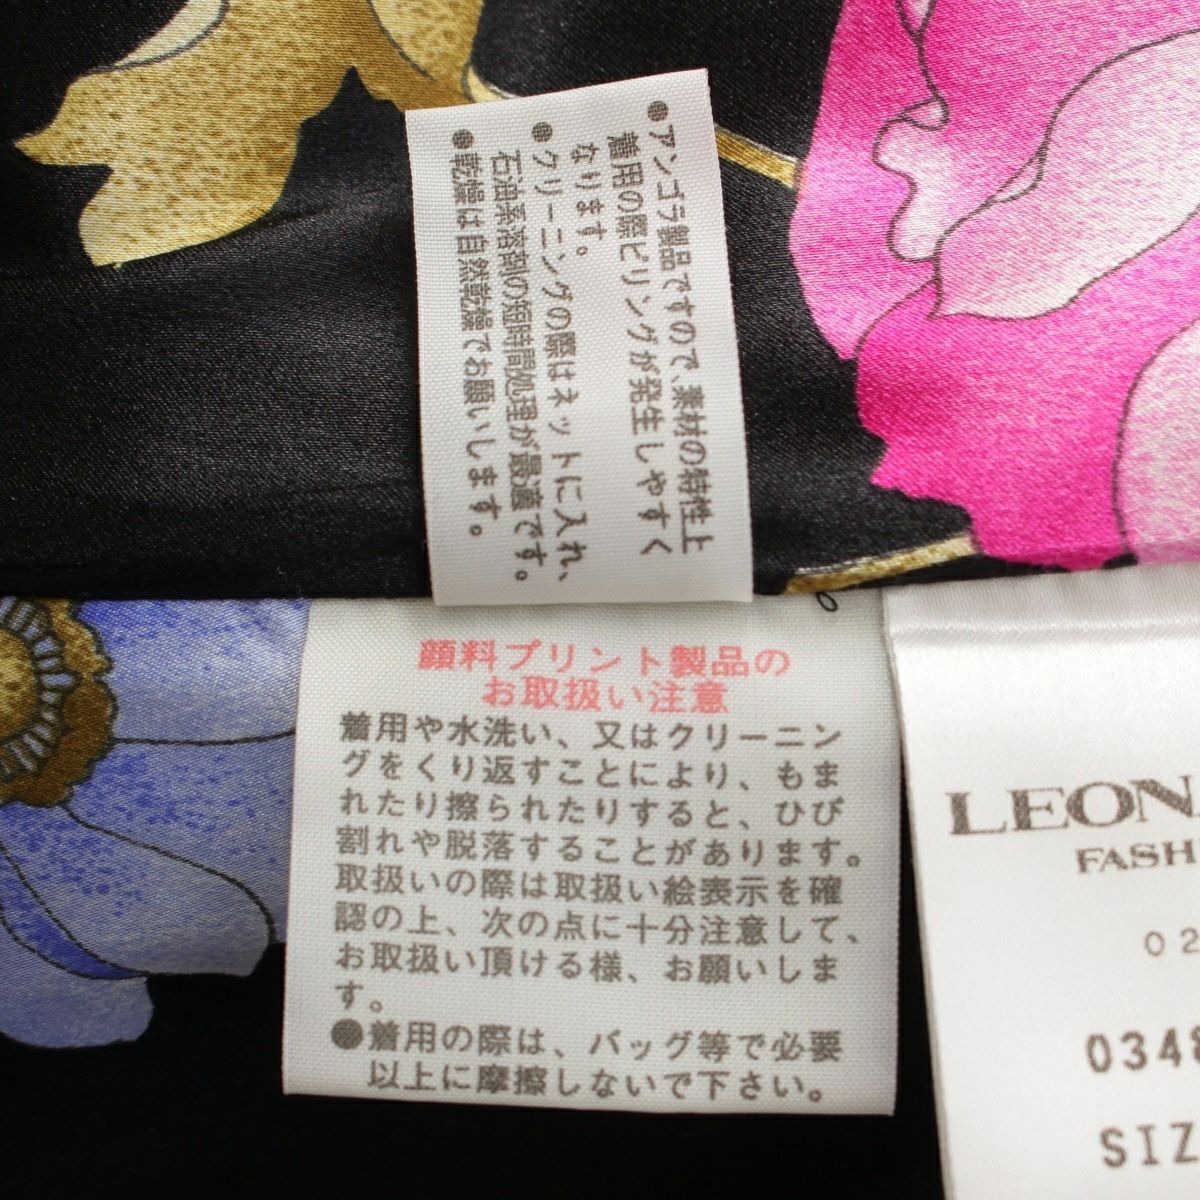 ●アンゴラ製品ですので、素材の特性上
着用の際ピリングが発生しやすく
なります。
●クリーニングの際はネットに入れ、
石油系溶剤の短時間処理が最適です。
●乾燥は自然乾燥でお願いします。
顔料プリント製品の
お取扱い注意
着用や水洗い、又はクリーニン
グをくり返すことにより、もま
れたり擦られたりすると、ひび
割れや脱落することがあります。
取扱いの際は取扱い絵表示を確
認の上、次の点に十分注意して、
お取扱い頂ける様、お願いしま
す。
●着用の際は、バッグ等で必要
以上に摩擦しないで下さい。
LEON
FASH
02
0348
SIZ